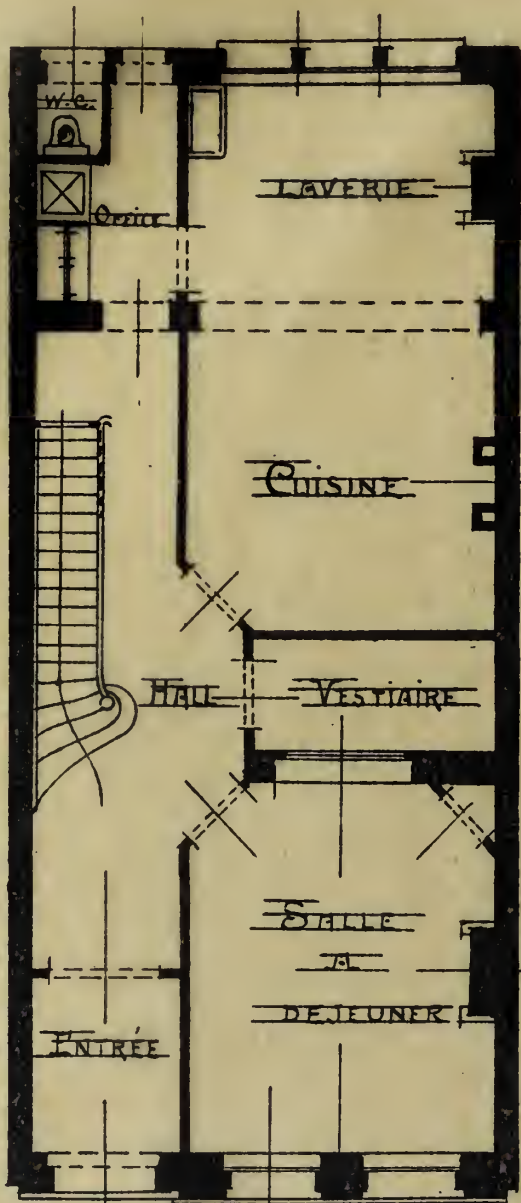 W.C.
OFFICE
LAVERIE
CUISINE
HALL
VESTIAIRE
SALLE
A
DEJEUNER
ENTRÉE